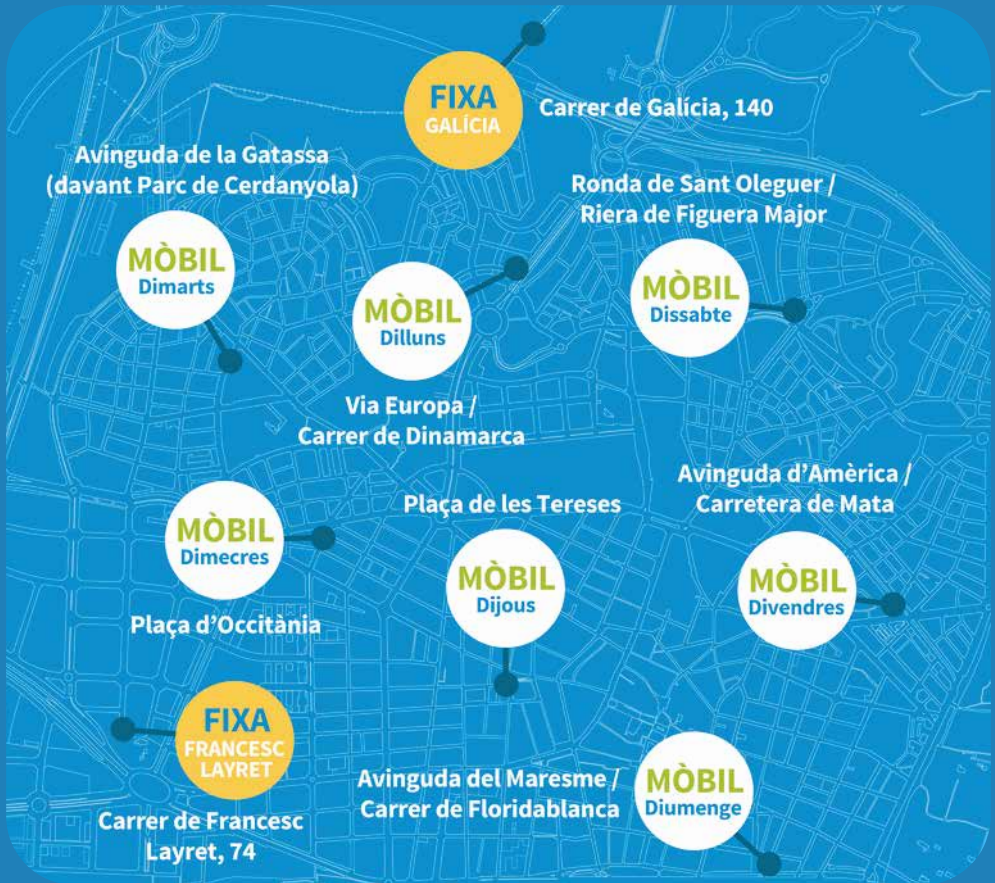 FIXA
GALÍCIA
Carrer de Galícia, 140
Avinguda de la Gatassa
(davant Parc de Cerdanyola)
MÒBIL
Dimarts
MÒBIL
Dilluns
Via Europa /
Carrer de Dinamarca
Ronda de Sant Oleguer /
Riera de Figuera Major
MÒBIL
Dissabte
MÒBIL
Dimecres
Plaça d'Occitània
Plaça de les Tereses
MÒBIL
Dijous
Avinguda d'Amèrica /
Carretera de Mata
MÒBIL
Divendres
FIXA
FRANCESC
LAYRET
Carrer de Francesc
Layret, 74
Avinguda del Maresme /
Carrer de Floridablanca
MÒBIL
Diumenge